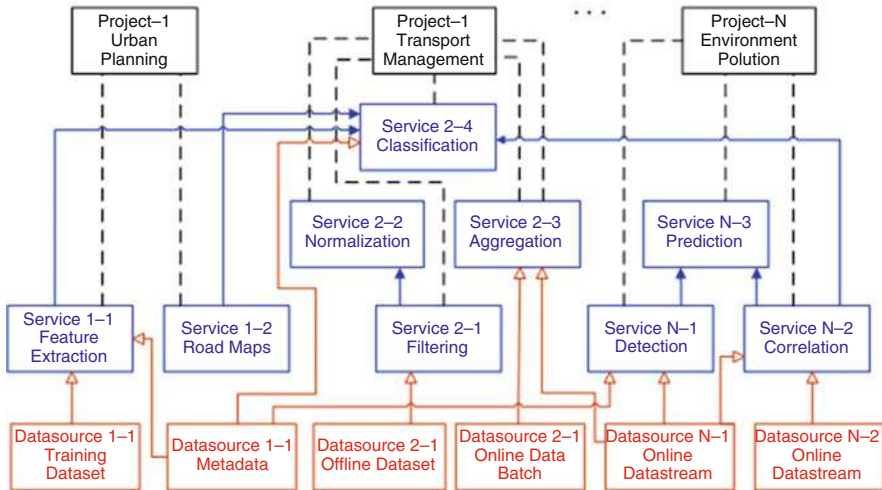 Project–1
Urban
Planning
Project–1
Transport
Management
. . .
Project–N
Environment
Polution
Service 2–4
Classification
Service 2–2
Normalization
Service 2–3
Aggregation
Service N–3
Prediction
Service 1–1
Feature
Extraction
Service 1–2
Road Maps
Service 2–1
Filtering
Service N–1
Detection
Service N–2
Correlation
Datasource 1–1
Training
Dataset
Datasource 1–1
Metadata
Datasource 2–1
Offline Dataset
Datasource 2–1
Online Data
Batch
Datasource N–1
Online
Datastream
Datasource N–2
Online
Datastream